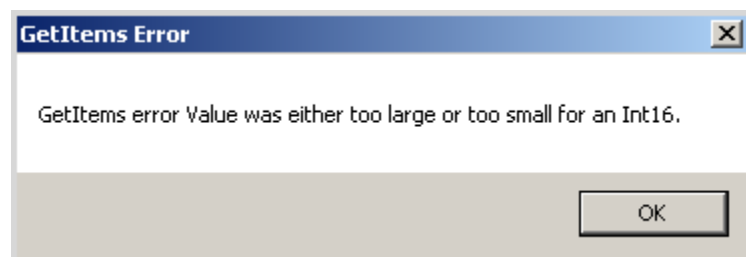 GetItems Error
GetItems error Value was either too large or too small for an Int16.
OK